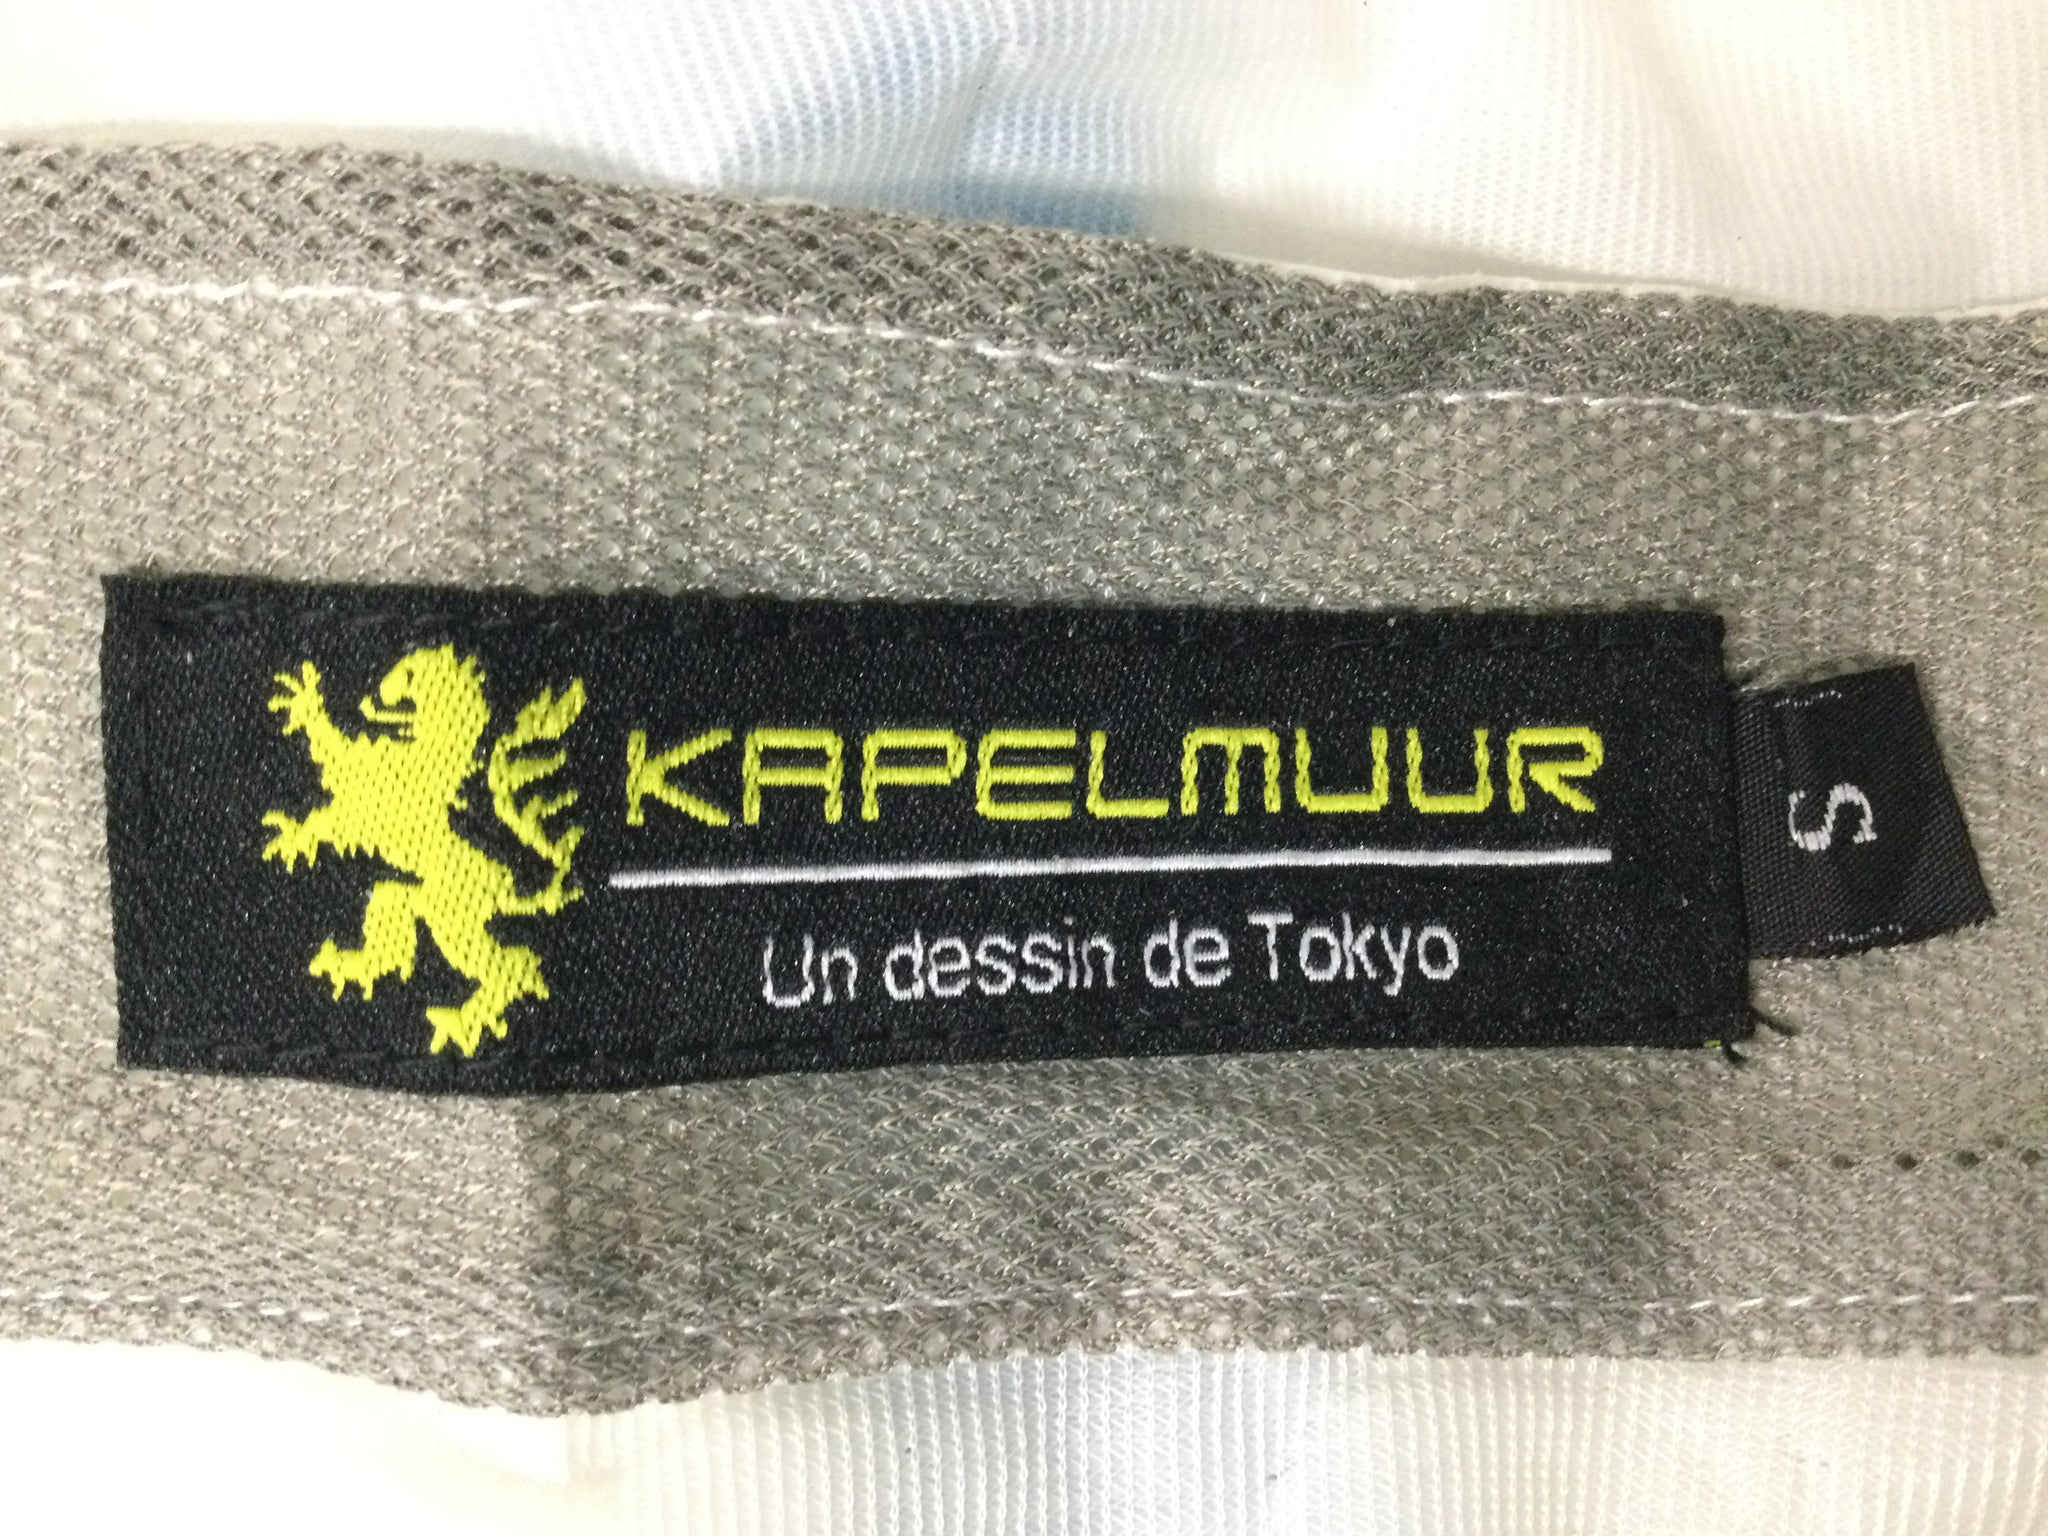 KAPELMUUR
Un dessin de Tokyo
S